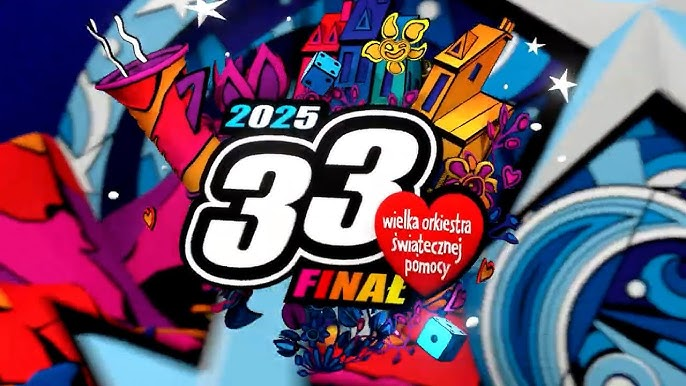 2025
33
FINAŁ
wielka orkiestra
świątecznej
pomocy